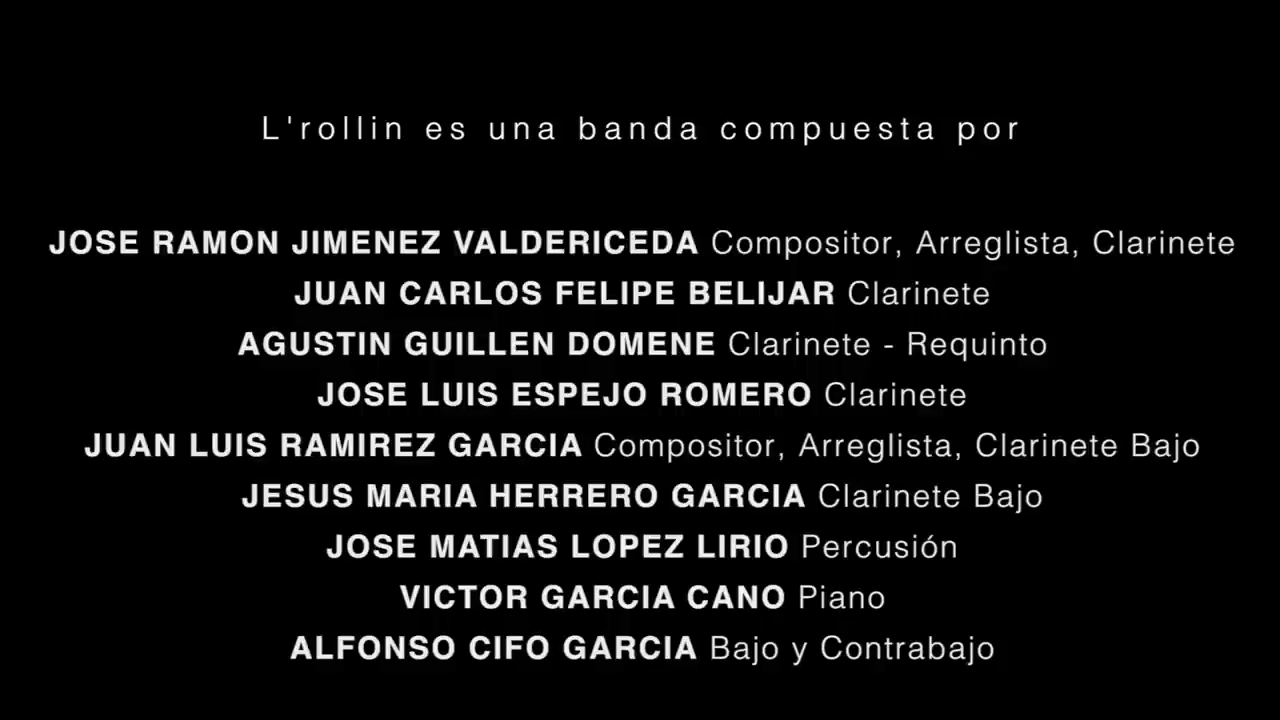 L'rollin es una banda compuesta por
JOSE RAMON JIMENEZ VALDERICEDA Compositor, Arreglista, Clarinete
JUAN CARLOS FELIPE BELIJAR Clarinete
AGUSTIN GUILLEN DOMENE Clarinete - Requinto
JOSE LUIS ESPEJO ROMERO Clarinete
JUAN LUIS RAMIREZ GARCIA Compositor, Arreglista, Clarinete Bajo
JESUS MARIA HERRERO GARCIA Clarinete Bajo
JOSE MATIAS LOPEZ LIRIO Percusión
VICTOR GARCIA CANO Piano
ALFONSO CIFO GARCIA Bajo y Contrabajo